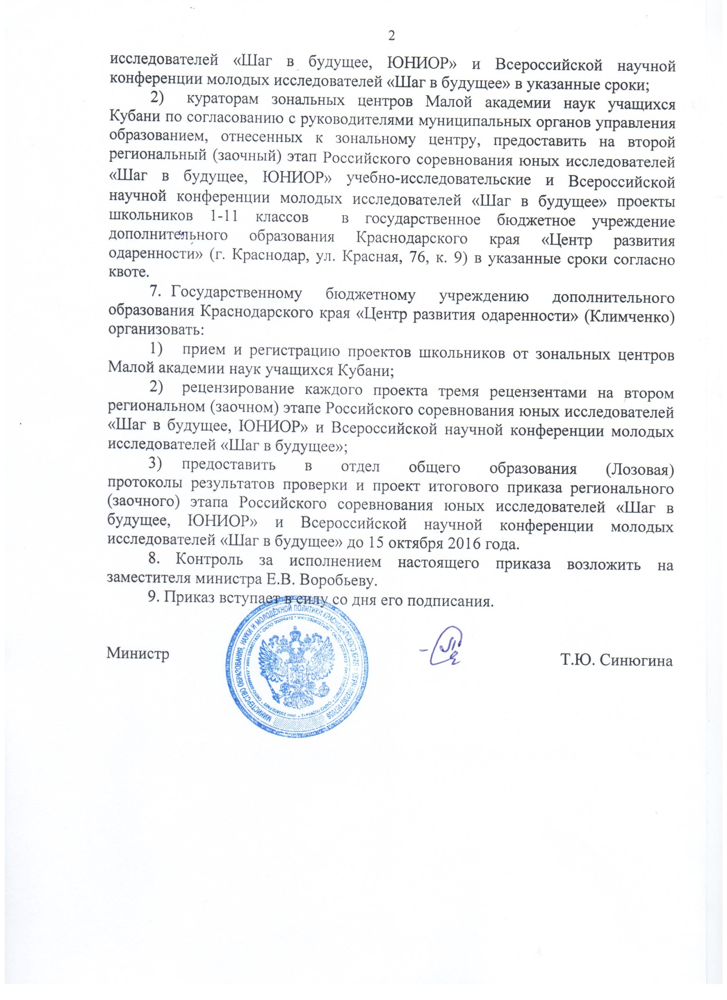 2
исследователей «Шаг в будущее, ЮНИОР» и Всероссийской научной
конференции молодых исследователей «Шаг в будущее» в указанные сроки;
2) кураторам зональных центров Малой академии наук учащихся
Кубани по согласованию с руководителями муниципальных органов управления
образованием, отнесенных к зональному центру, предоставить на второй
региональный (заочный) этап Российского соревнования юных исследователей
«Шаг в будущее, ЮНИОР» учебно-исследовательские и Всероссийской
научной конференции молодых исследователей «Шаг в будущее» проекты
школьников 1-11 классов в государственное бюджетное учреждение
дополнительного образования Краснодарского края «Центр развития
одаренности» (г. Краснодар, ул. Красная, 76, к. 9) в указанные сроки согласно
квоте.
7. Государственному бюджетному учреждению дополнительного
образования Краснодарского края «Центр развития одаренности» (Климченко)
организовать:
1) прием и регистрацию проектов школьников от зональных центров
Малой академии наук учащихся Кубани;
2) рецензирование каждого проекта тремя рецензентами на втором
региональном (заочном) этапе Российского соревнования юных исследователей
«Шаг в будущее, ЮНИОР» и Всероссийской научной конференции молодых
исследователей «Шаг в будущее»;
3) предоставить в отдел общего образования (Лозовая)
протоколы результатов проверки и проект итогового приказа регионального
(заочного) этапа Российского соревнования юных исследователей «Шаг в
будущее, ЮНИОР» и Всероссийской научной конференции молодых
исследователей «Шаг в будущее» до 15 октября 2016 года.
8. Контроль за исполнением настоящего приказа возложить на
заместителя министра Е.В. Воробьеву.
9. Приказ вступает в силу со дня его подписания.
МИНИСТЕРСТВО ОБРАЗОВАНИЯ, НАУКИ И МОЛОДЁЖНОЙ ПОЛИТИКИ КРАСНОДАРСКОГО КРАЯ
Министр
Т.Ю. Синюгина